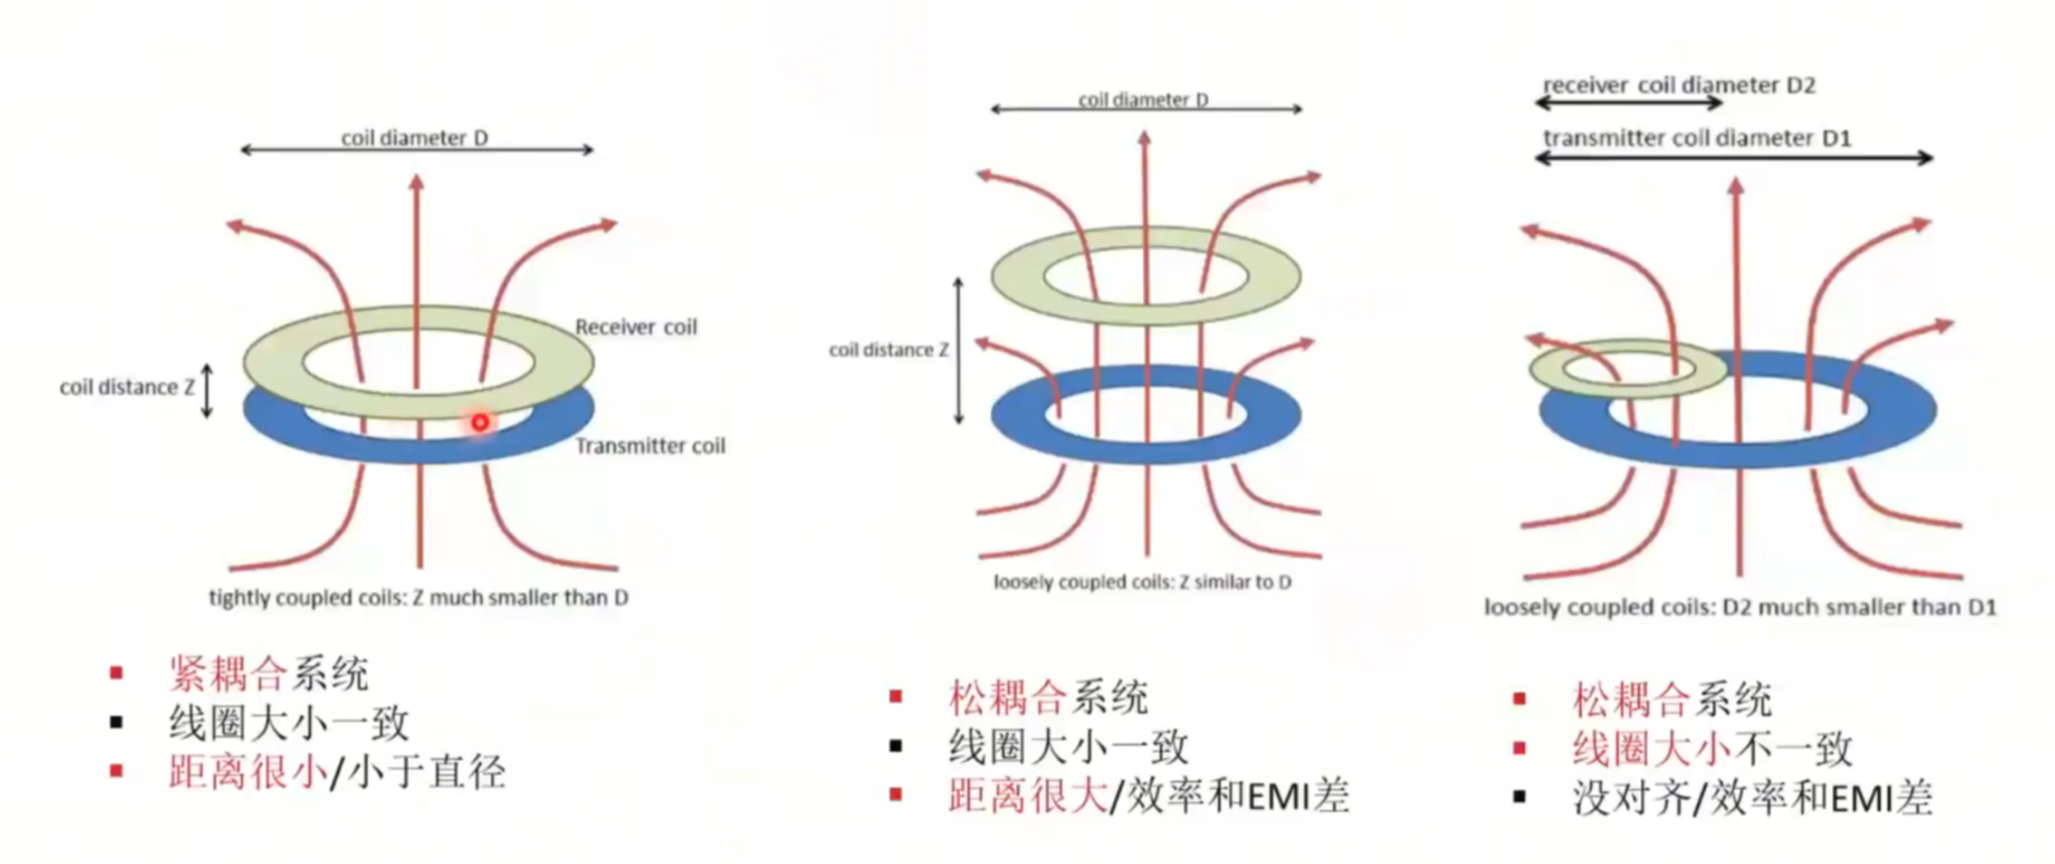 coil diameter D
Receiver coil
coil distance Z
Transmitter coil
tightly coupled coils: Z much smaller than D
紧耦合系统
线圈大小一致
距离很小/小于直径
coil diameter D
coil distance Z
loosely coupled coils: Z similar to D
松耦合系统
线圈大小一致
距离很大/效率和EMI差
receiver coil diameter D2
transmitter coil diameter D1
loosely coupled coils: D2 much smaller than D1
松耦合系统
线圈大小不一致
没对齐/效率和EMI差